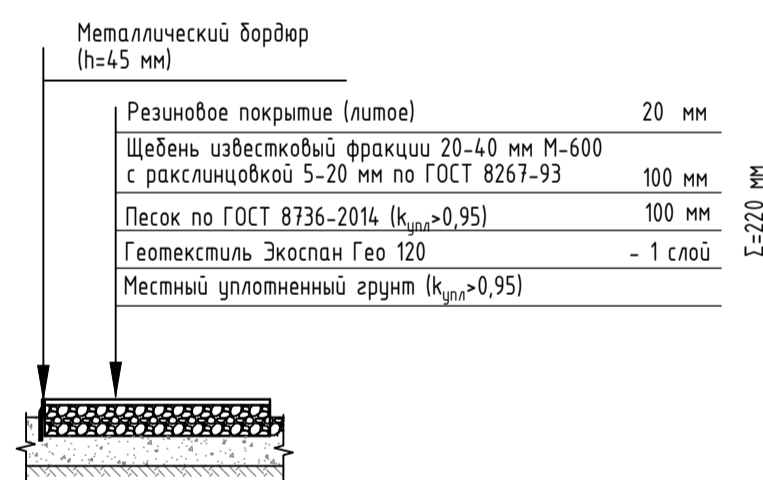 Металлический бордюр
(h=45 мм)
Резиновое покрытие (литое) 20 мм
Щебень известковый фракции 20-40 мм М-600
с ракслинцовкой 5-20 мм по ГОСТ 8267-93 100 мм
Песок по ГОСТ 8736-2014 (kупл>0,95) 100 мм
Геотекстиль Экоспан Гео 120 - 1 слой
Местный уплотненный грунт (kупл>0,95)
Σ=220 мм